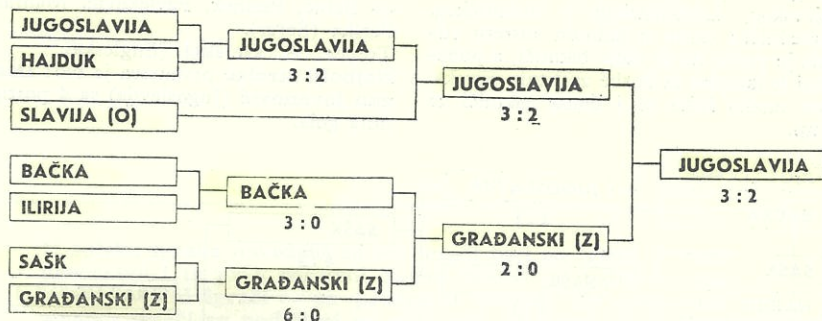 JUGOSLAVIJA
HAJDUK
JUGOSLAVIJA
3 : 2
SLAVIJA (O)
JUGOSLAVIJA
3 : 2
BAČKA
ILIRIJA
BAČKA
3 : 0
SAŠK
GRAĐANSKI (Z)
GRAĐANSKI (Z)
6 : 0
GRAĐANSKI (Z)
2 : 0
JUGOSLAVIJA
3 : 2